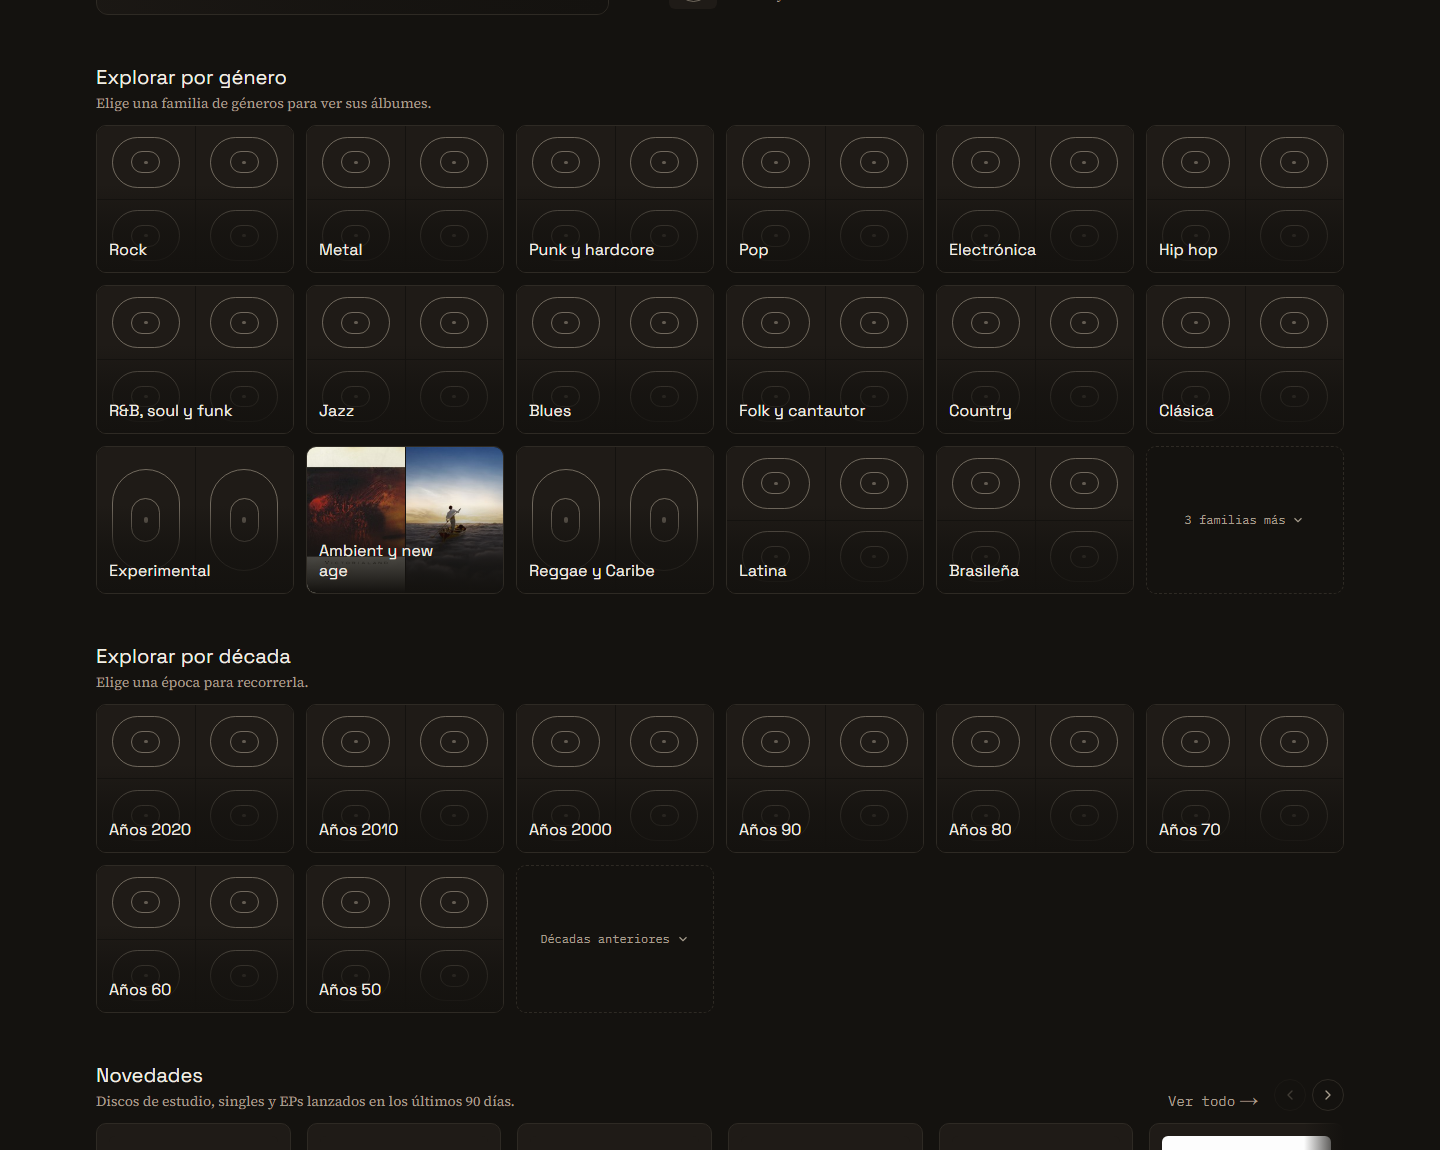 Explorar por género
Elige una familia de géneros para ver sus álbumes.
Rock
Metal
Punk y hardcore
Pop
Electrónica
Hip hop
R&B, soul y funk
Jazz
Blues
Folk y cantautor
Country
Clásica
Experimental
Ambient y new
age
Reggae y Caribe
Latina
Brasileña
3 familias más
Explorar por década
Elige una época para recorrerla.
Años 2020
Años 2010
Años 2000
Años 90
Años 80
Años 70
Años 60
Años 50
Décadas anteriores
Novedades
Discos de estudio, singles y EPs lanzados en los últimos 90 días.
Ver todo →